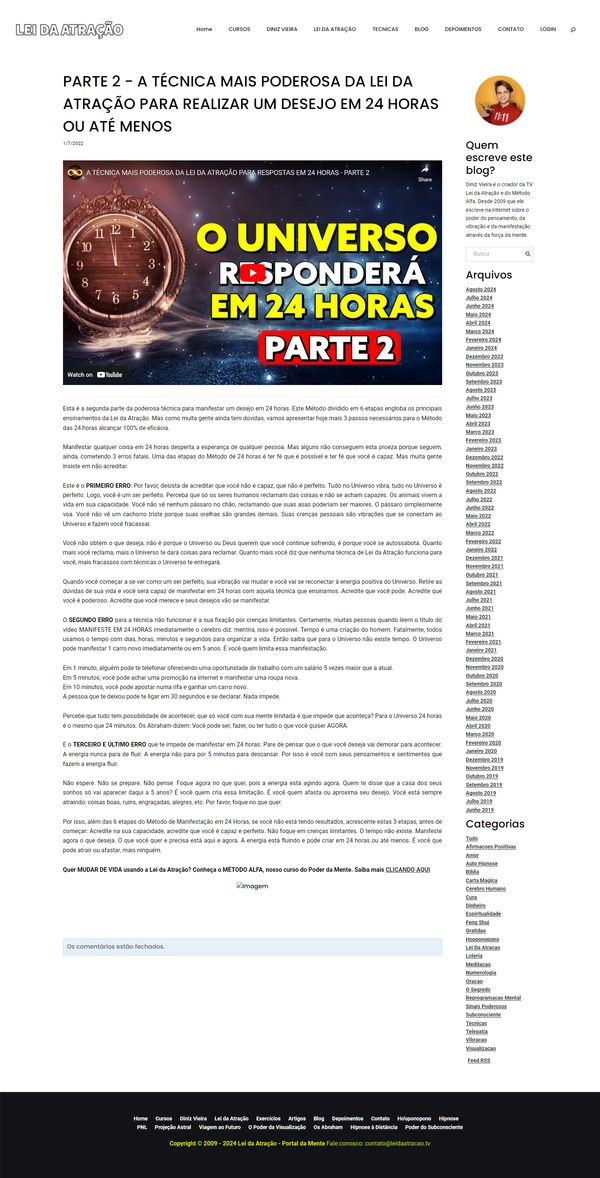 LEI DA ATRAÇÃO
Home CURSOS DINIZ VIEIRA LEI DA ATRAÇÃO TECNICAS BLOG DEPOIMENTOS CONTATO LOGIN
PARTE 2 - A TÉCNICA MAIS PODEROSA DA LEI DA
ATRAÇÃO PARA REALIZAR UM DESEJO EM 24 HORAS
OU ATÉ MENOS
1/7/2022
A TÉCNICA MAIS PODEROSA DA LEI DA ATRAÇÃO PARA RESPOSTAS EM 24 HORAS - PARTE 2
Share
O UNIVERSO
RESPONDERÁ
EM 24 HORAS
PARTE 2
Watch on YouTube
Esta é a segunda parte da poderosa técnica para manifestar um desejo em 24 horas. Este Método dividido em 6 etapas engloba os principais
ensinamentos da Lei da Atração. Mas como muita gente ainda tem dúvidas, vamos apresentar hoje mais 3 passos necessários para o Método
das 24 horas alcançar 100% de eficácia.
Manifestar qualquer coisa em 24 horas desperta a esperança de qualquer pessoa. Mas alguns não conseguem esta proeza porque seguem,
ainda, cometendo 3 erros fatais. Uma das etapas do Método de 24 horas é ter fé que é possível e ter fé que você é capaz. Mas muita gente
insiste em não acreditar.
Este é o PRIMEIRO ERRO: Por favor, desista de acreditar que você não é capaz, que não é perfeito. Tudo no Universo vibra, tudo no Universo é
perfeito. Logo, você é um ser perfeito. Perceba que só os seres humanos reclamam das coisas e não se acham capazes. Os animais vivem a
vida em sua capacidade. Você não vê nenhum pássaro no chão, reclamando que suas asas poderiam ser maiores. O pássaro simplesmente
voa. Você não vê um cachorro triste porque suas orelhas são grandes demais. Suas crenças pessoais são vibrações que se conectam ao
Universo e fazem você fracassar.
Você não obtém o que deseja, não é porque o Universo ou Deus querem que você continue sofrendo, é porque você se autossabota. Quanto
mais você reclama, mais o Universo te dará coisas para reclamar. Quanto mais você diz que nenhuma técnica de Lei da Atração funciona para
você, mais fracassos com técnicas o Universo te entregará.
Quando você começar a se ver como um ser perfeito, sua vibração vai mudar e você vai se reconectar à energia positiva do Universo. Retire as
dúvidas de sua vida e você será capaz de manifestar em 24 horas com aquela técnica que ensinamos. Acredite que você pode. Acredite que
você é poderoso. Acredite que você merece e seus desejos vão se manifestar.
O SEGUNDO ERRO para a técnica não funcionar é a sua fixação por crenças limitantes. Certamente, muitas pessoas quando leem o título do
vídeo MANIFESTE EM 24 HORAS imediatamente o cérebro diz: mentira, isso é possível. Tempo é uma criação do homem. Fatalmente, todos
usamos o tempo com dias, horas, minutos e segundos para organizar a vida. Então saiba que para o Universo não existe tempo. O Universo
pode manifestar 1 carro novo imediatamente ou em 5 anos. É você quem limita essa manifestação.
Em 1 minuto, alguém pode te telefonar oferecendo uma oportunidade de trabalho com um salário 5 vezes maior que a atual.
Em 5 minutos, você pode achar uma promoção na internet e manifestar uma roupa nova.
Em 10 minutos, você pode apostar numa rifa e ganhar um carro novo.
A pessoa que te deixou pode te ligar em 30 segundos e se declarar. Nada impede.
Percebe que tudo tem possibilidade de acontecer, que só você com sua mente limitada é que impede que aconteça? Para o Universo 24 horas
é o mesmo que 24 minutos. Os Abraham dizem: Você pode ser, fazer, ou ter tudo o que você quiser AGORA.
E o TERCEIRO E ÚLTIMO ERRO que te impede de manifestar em 24 horas: Pare de pensar que o que você deseja vai demorar para acontecer.
A energia nunca para de fluir. A energia não para por 5 minutos para descansar. Por isso é você com seus pensamentos e sentimentos que
fazem a energia fluir.
Não espere. Não se prepare. Não pense. Foque agora no que quer, pois a energia está agindo agora. Quem te disse que a casa dos seus
sonhos só vai aparecer daqui a 5 anos? É você quem cria essa limitação. É você quem afasta ou aproxima seu desejo. Você está sempre
atraindo: coisas boas, ruins, engraçadas, alegres, etc. Por favor, foque no que quer.
Por isso, além das 6 etapas do Método de Manifestação em 24 Horas, se você não está tendo resultados, acrescente estas 3 etapas, antes de
começar: Acredite na sua capacidade, acredite que você é capaz e perfeito. Não foque em crenças limitantes. O tempo não existe. Manifeste
agora o que deseja. O que você quer e precisa está aqui e agora. A energia está fluindo e pode criar em 24 horas ou até menos. É você que
pode atrair ou afastar, mais ninguém.
Quer MUDAR DE VIDA usando a Lei da Atração? Conheça o MÉTODO ALFA, nosso curso do Poder da Mente. Saiba mais CLICANDO AQUI
Imagem
Os comentários estão fechados.
11:11
Quem
escreve este
blog?
Diniz Vieira é o criador da TV
Lei da Atração e do Método
Alfa. Desde 2009 que ele
escreve na Internet sobre o
poder do pensamento, da
vibração e da manifestação
através da força da mente.
Busca
Arquivos
Agosto 2024
Julho 2024
Junho 2024
Maio 2024
Abril 2024
Março 2024
Fevereiro 2024
Janeiro 2024
Dezembro 2023
Novembro 2023
Outubro 2023
Setembro 2023
Agosto 2023
Julho 2023
Junho 2023
Maio 2023
Abril 2023
Março 2023
Fevereiro 2023
Janeiro 2023
Dezembro 2022
Novembro 2022
Outubro 2022
Setembro 2022
Agosto 2022
Julho 2022
Junho 2022
Maio 2022
Abril 2022
Março 2022
Fevereiro 2022
Janeiro 2022
Dezembro 2021
Novembro 2021
Outubro 2021
Setembro 2021
Agosto 2021
Julho 2021
Junho 2021
Maio 2021
Abril 2021
Março 2021
Fevereiro 2021
Janeiro 2021
Dezembro 2020
Novembro 2020
Outubro 2020
Setembro 2020
Agosto 2020
Julho 2020
Junho 2020
Maio 2020
Abril 2020
Março 2020
Fevereiro 2020
Janeiro 2020
Dezembro 2019
Novembro 2019
Outubro 2019
Setembro 2019
Agosto 2019
Julho 2019
Junho 2019
Categorias
Tudo
Afirmacoes Positivas
Amor
Auto Hipnose
Biblia
Carta Magica
Cerebro Humano
Cura
Dinheiro
Espiritualidade
Feng Shui
Gratidao
Hooponopono
Lei Da Atracao
Loteria
Meditacao
Numerologia
Oracao
O Segredo
Reprogramacao Mental
Sinais Poderosos
Subconsciente
Tecnicas
Telepatia
Vibracao
Visualizacao
Feed RSS
Home Cursos Diniz Vieira Lei da Atração Exercícios Artigos Blog Depoimentos Contato Ho'oponopono Hipnose
PNL Projeção Astral Viagem ao Futuro O Poder da Visualização Os Abraham Hipnose à Distância Poder do Subconsciente
Copyright © 2009 - 2024 Lei da Atração - Portal da Mente Fale conosco: contato@leidaatracao.tv